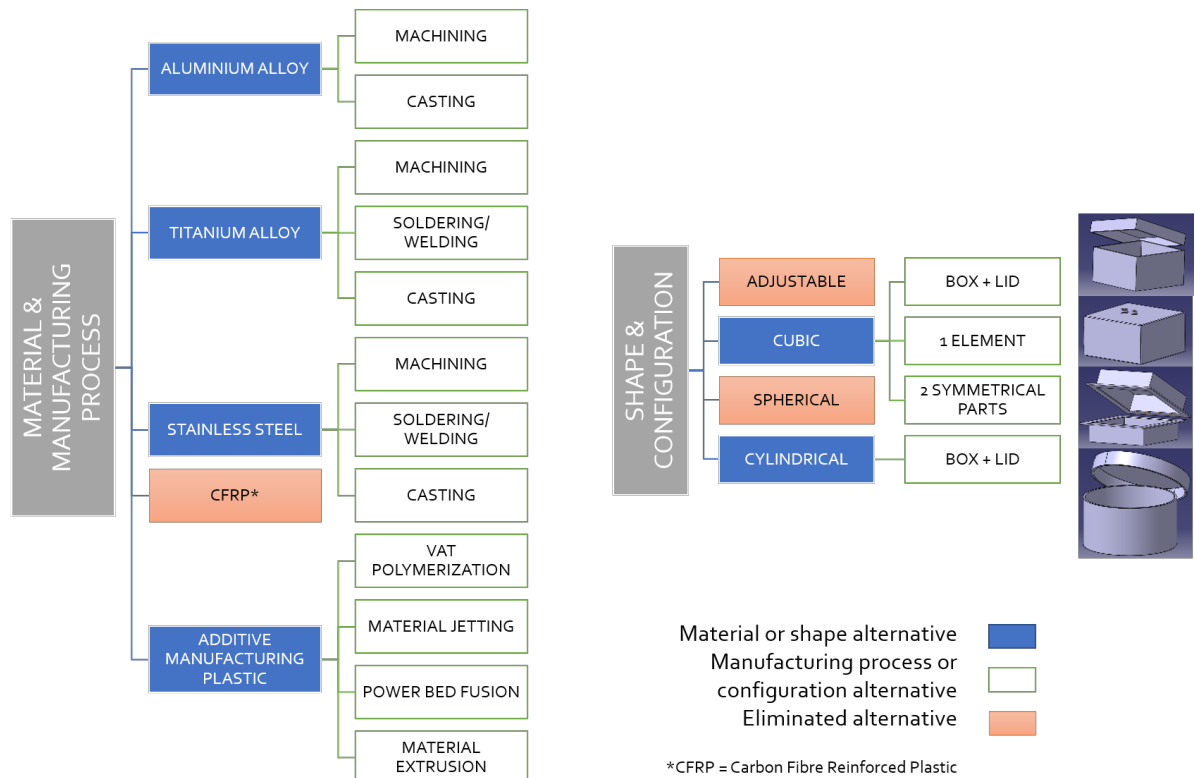 MATERIAL &
MANUFACTURING
PROCESS
ALUMINIUM ALLOY
MACHINING
CASTING
TITANIUM ALLOY
MACHINING
SOLDERING/
WELDING
CASTING
STAINLESS STEEL
MACHINING
SOLDERING/
WELDING
CASTING
CFRP*
ADDITIVE
MANUFACTURING
PLASTIC
VAT
POLYMERIZATION
MATERIAL JETTING
POWER BED FUSION
MATERIAL
EXTRUSION
SHAPE &
CONFIGURATION
ADJUSTABLE
CUBIC
BOX + LID
1 ELEMENT
2 SYMMETRICAL
PARTS
SPHERICAL
CYLINDRICAL
BOX + LID
Material or shape alternative
Manufacturing process or
configuration alternative
Eliminated alternative
*CFRP = Carbon Fibre Reinforced Plastic